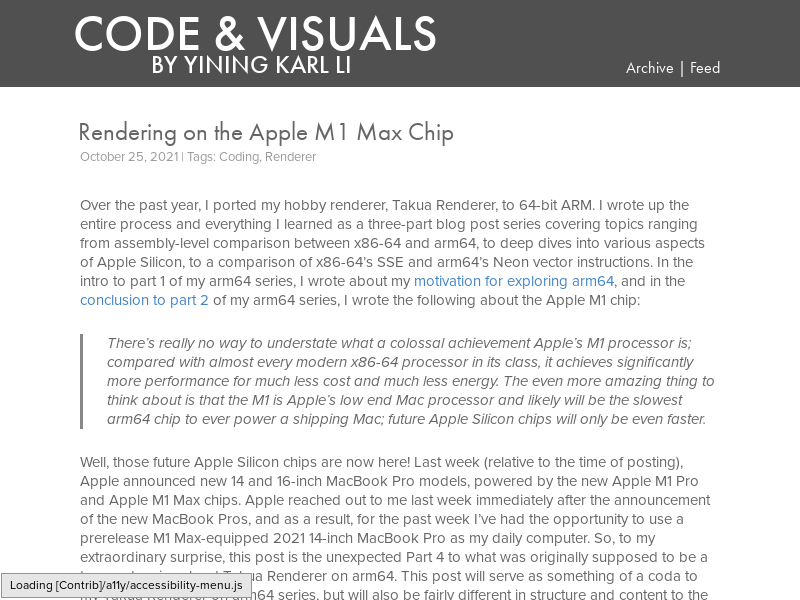 CODE & VISUALS
BY YINING KARL LI
Archive | Feed
Rendering on the Apple M1 Max Chip
October 25, 2021 | Tags: Coding, Renderer
Over the past year, I ported my hobby renderer, Takua Renderer, to 64-bit ARM. I wrote up the
entire process and everything I learned as a three-part blog post series covering topics ranging
from assembly-level comparison between x86-64 and arm64, to deep dives into various aspects
of Apple Silicon, to a comparison of x86-64’s SSE and arm64’s Neon vector instructions. In the
intro to part 1 of my arm64 series, I wrote about my motivation for exploring arm64, and in the
conclusion to part 2 of my arm64 series, I wrote the following about the Apple M1 chip:
There’s really no way to understate what a colossal achievement Apple’s M1 processor is;
compared with almost every modern x86-64 processor in its class, it achieves significantly
more performance for much less cost and much less energy. The even more amazing thing to
think about is that the M1 is Apple’s low end Mac processor and likely will be the slowest
arm64 chip to ever power a shipping Mac; future Apple Silicon chips will only be even faster.
Well, those future Apple Silicon chips are now here! Last week (relative to the time of posting),
Apple announced new 14 and 16-inch MacBook Pro models, powered by the new Apple M1 Pro
and Apple M1 Max chips. Apple reached out to me last week immediately after the announcement
of the new MacBook Pros, and as a result, for the past week I’ve had the opportunity to use a
prerelease M1 Max-equipped 2021 14-inch MacBook Pro as my daily computer. So, to my
extraordinary surprise, this post is the unexpected Part 4 to what was originally supposed to be a
Renderer on arm64. This post will serve as something of a coda to
series, but will also be fairly different in structure and content to the
Loading [Contrib]/a11y/accessibility-menu.js